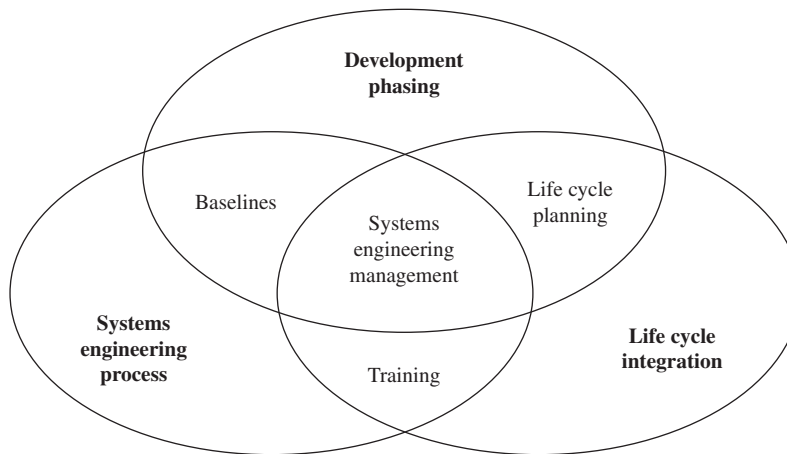 Development
phasing
Baselines
Life cycle
planning
Systems
engineering
management
Systems
engineering
process
Life cycle
integration
Training